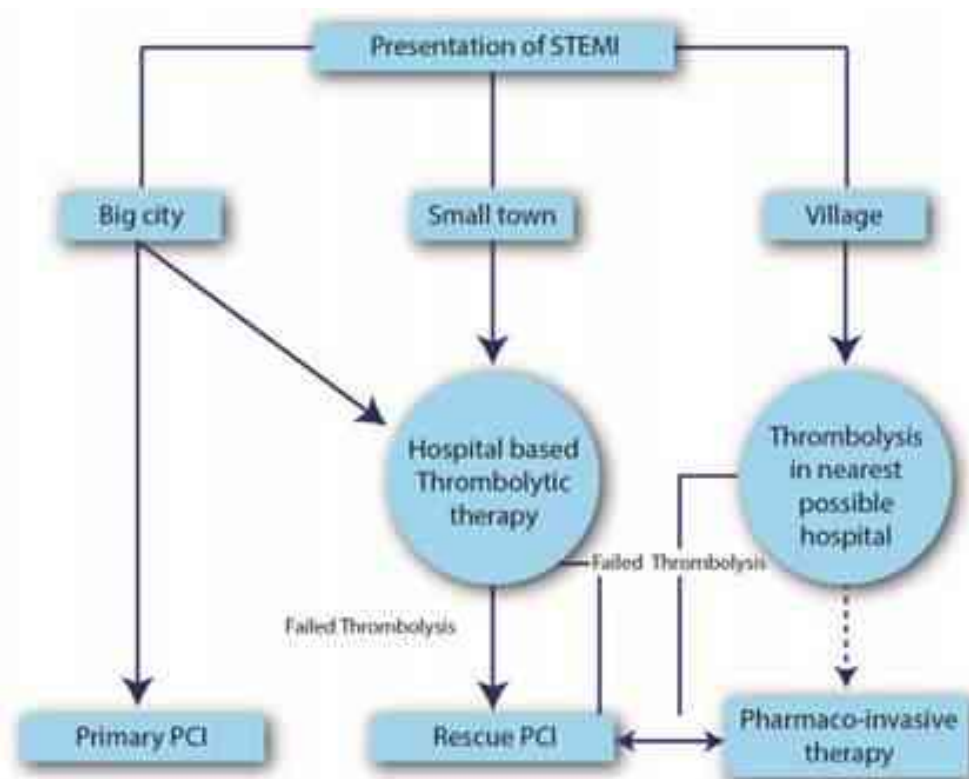 Presentation of STEMI
Big city
Small town
Village
Hospital based
Thrombolytic
therapy
Thrombolysis
in nearest
possible
hospital
Failed Thrombolysis
Failed Thrombolysis
Primary PCI
Rescue PCI
Pharmaco-invasive
therapy